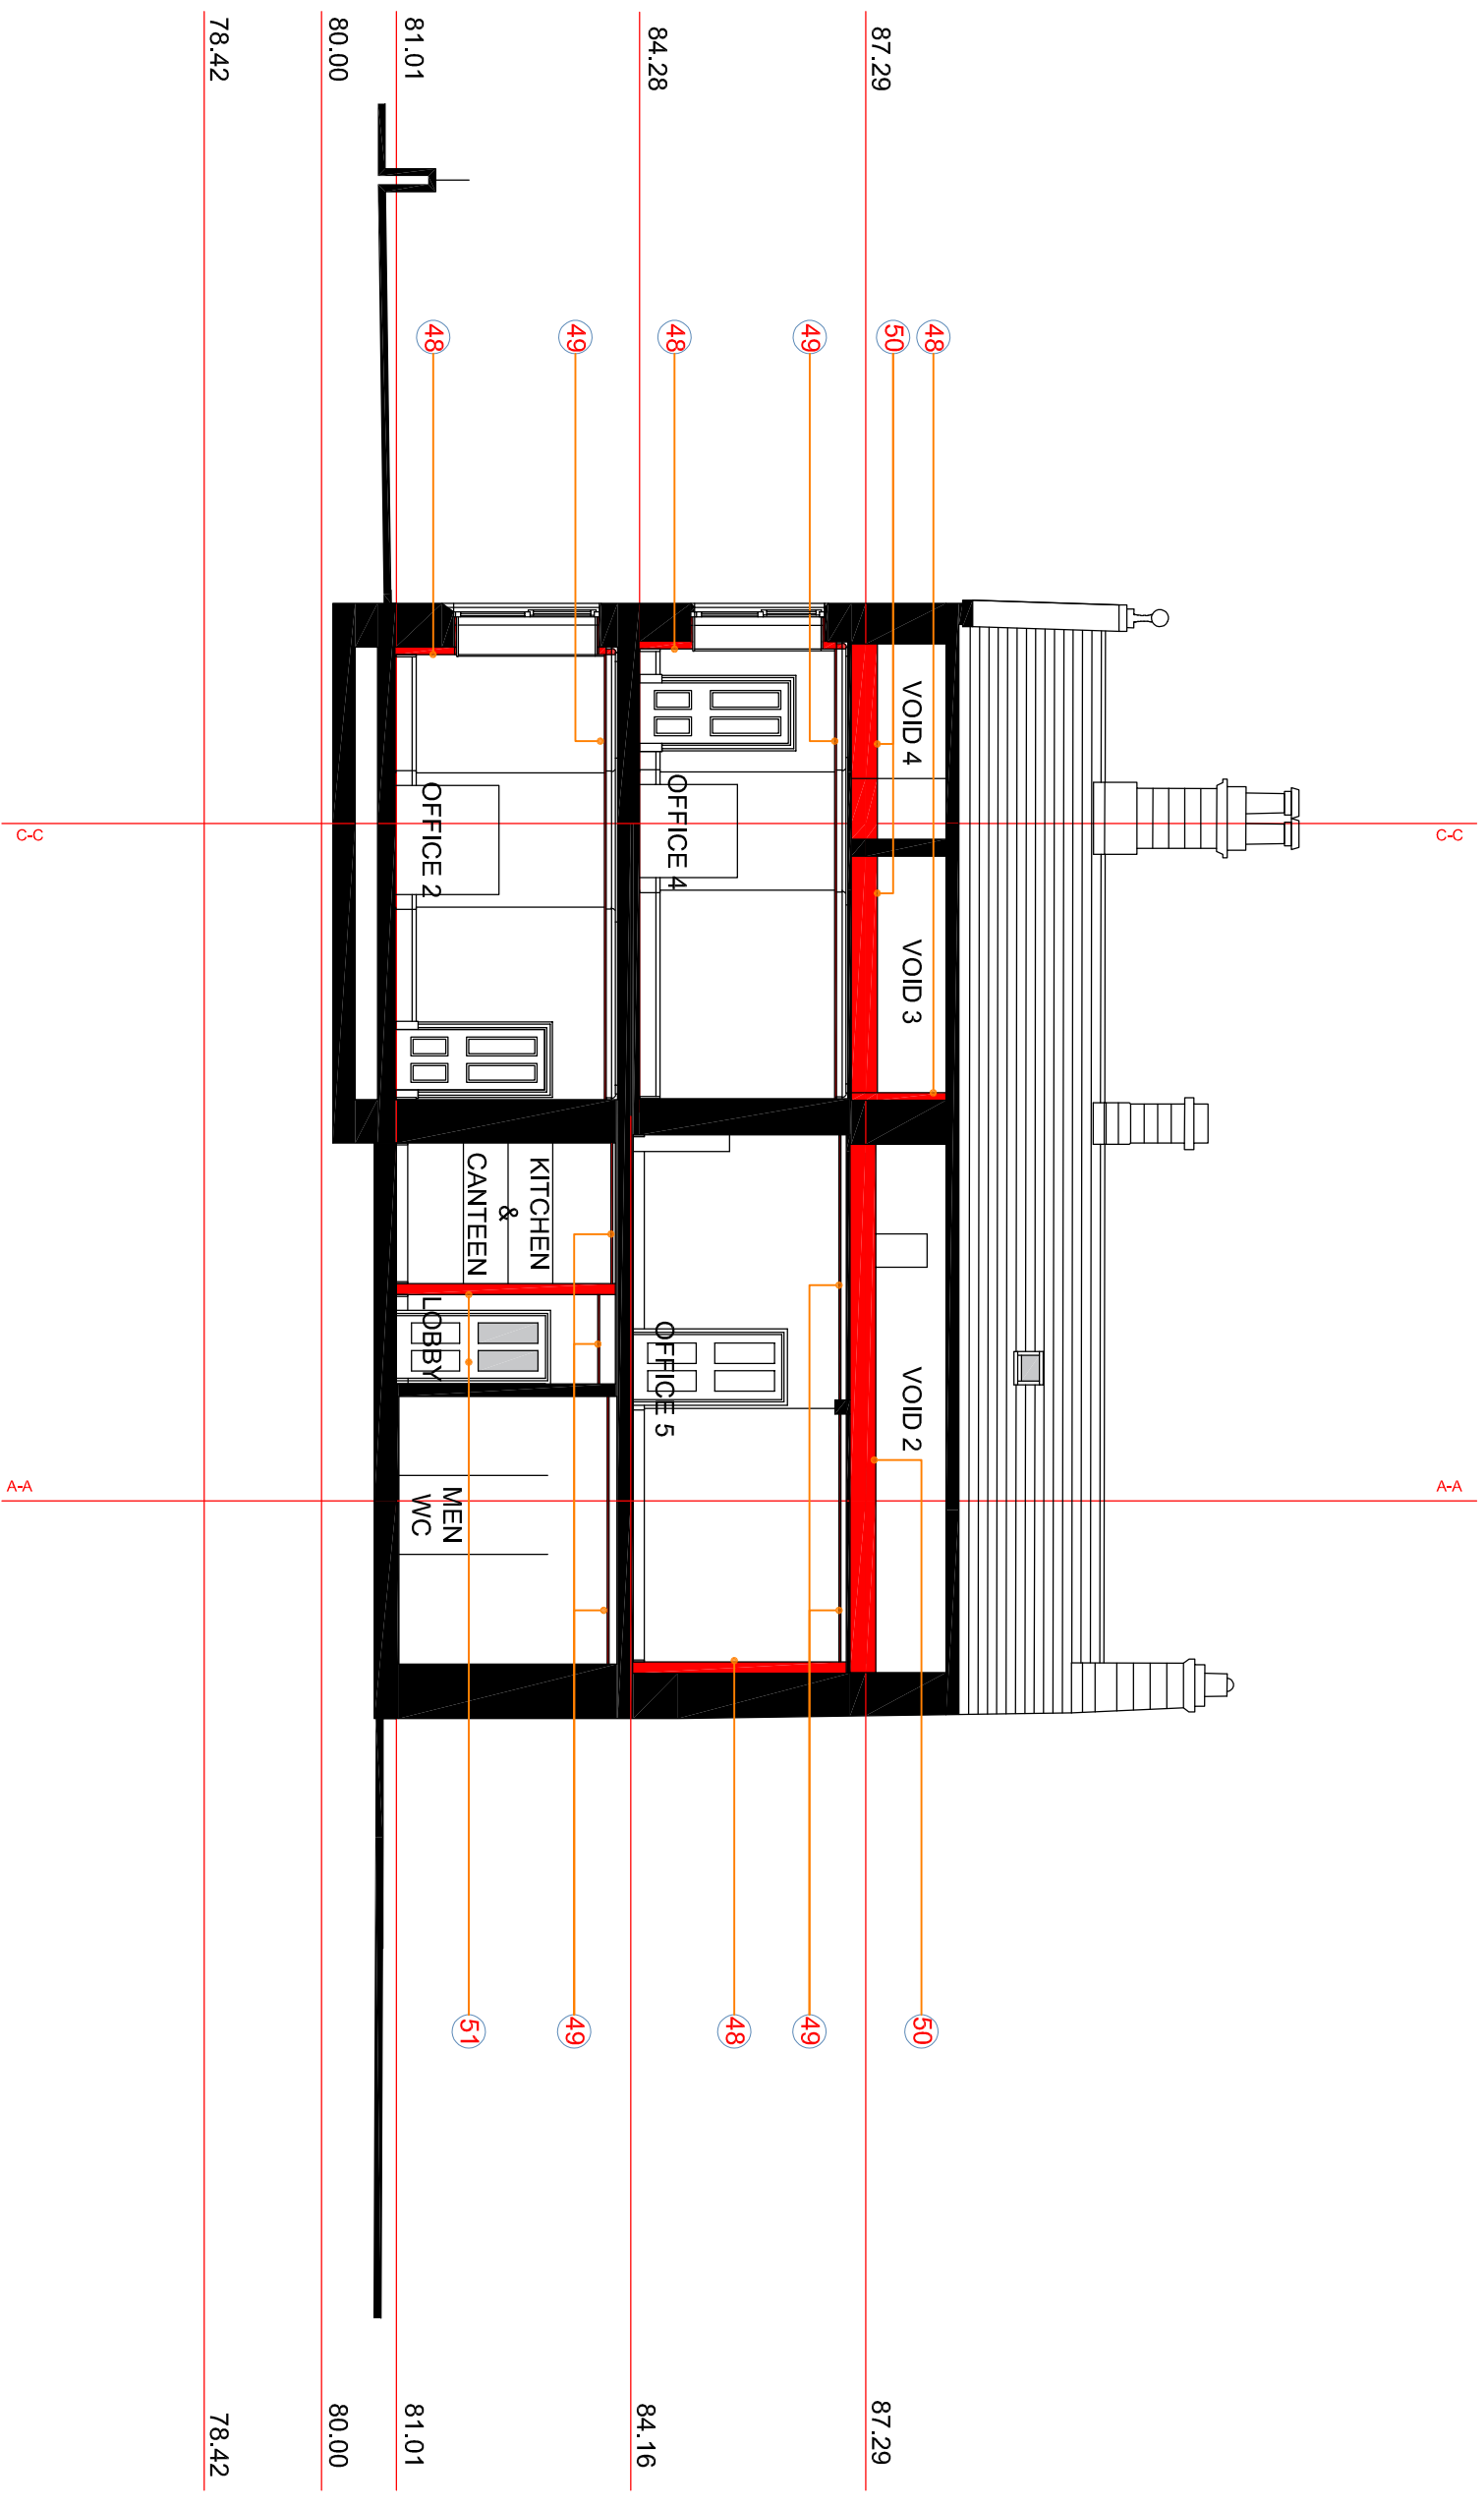 C-C
A-A
87.29
87.29
84.28
84.16
81.01
81.01
80.00
80.00
78.42
78.42
48
50
49
48
49
48
50
49
48
49
51
VOID 4
VOID 3
VOID 2
OFFICE 4
OFFICE 5
OFFICE 2
KITCHEN
&
CANTEEN
LOBBY
MEN
WC
C-C
A-A